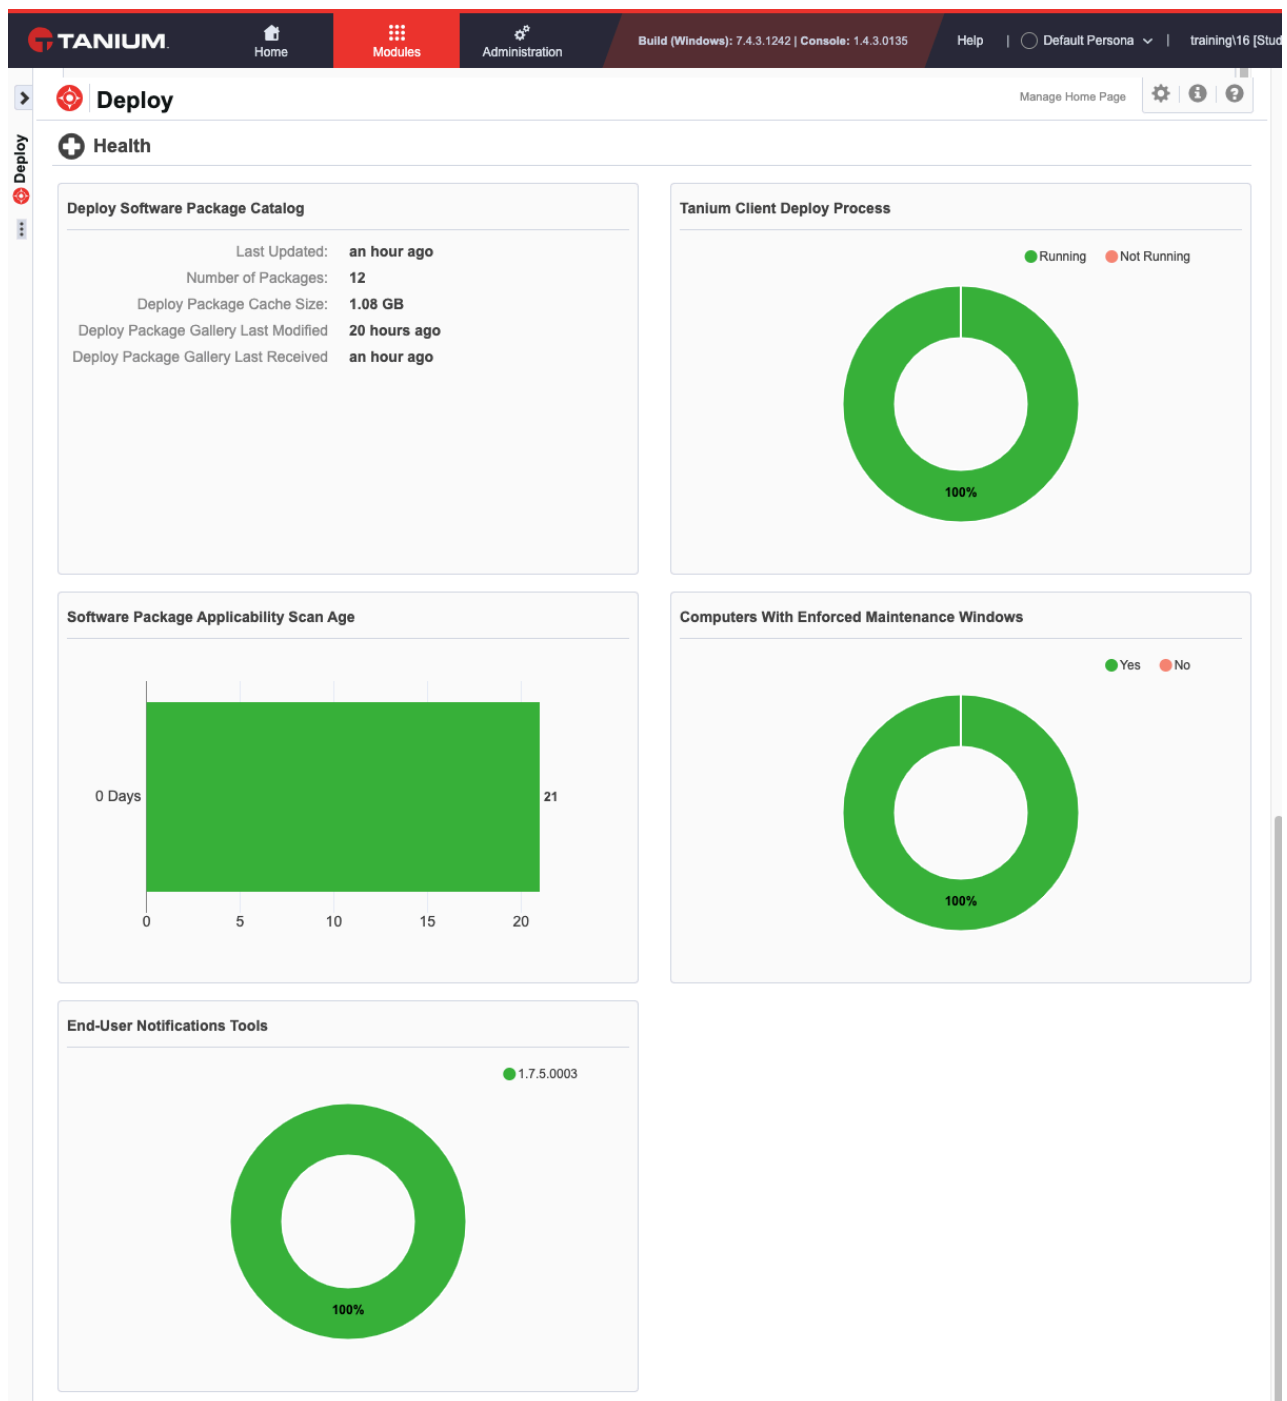 TANIUM.
Home
Modules
Administration
Build (Windows): 7.4.3.1242 | Console: 1.4.3.0135
Help | Default Persona | training\16 [Stud
Deploy
Deploy
Manage Home Page
Health
Deploy Software Package Catalog
Last Updated: an hour ago
Number of Packages: 12
Deploy Package Cache Size: 1.08 GB
Deploy Package Gallery Last Modified 20 hours ago
Deploy Package Gallery Last Received an hour ago
Tanium Client Deploy Process
Running Not Running
100%
Software Package Applicability Scan Age
0 Days
21
0 5 10 15 20
Computers With Enforced Maintenance Windows
Yes No
100%
End-User Notifications Tools
1.7.5.0003
100%